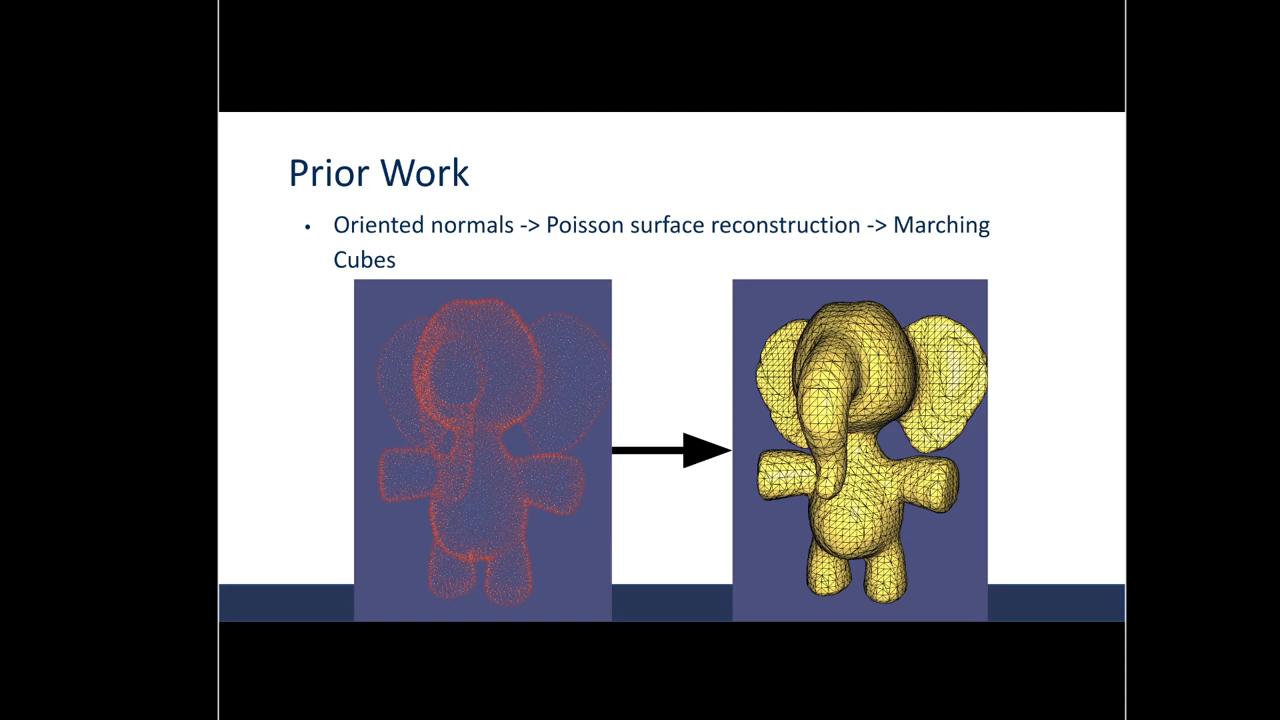 Prior Work
• Oriented normals -> Poisson surface reconstruction -> Marching
Cubes